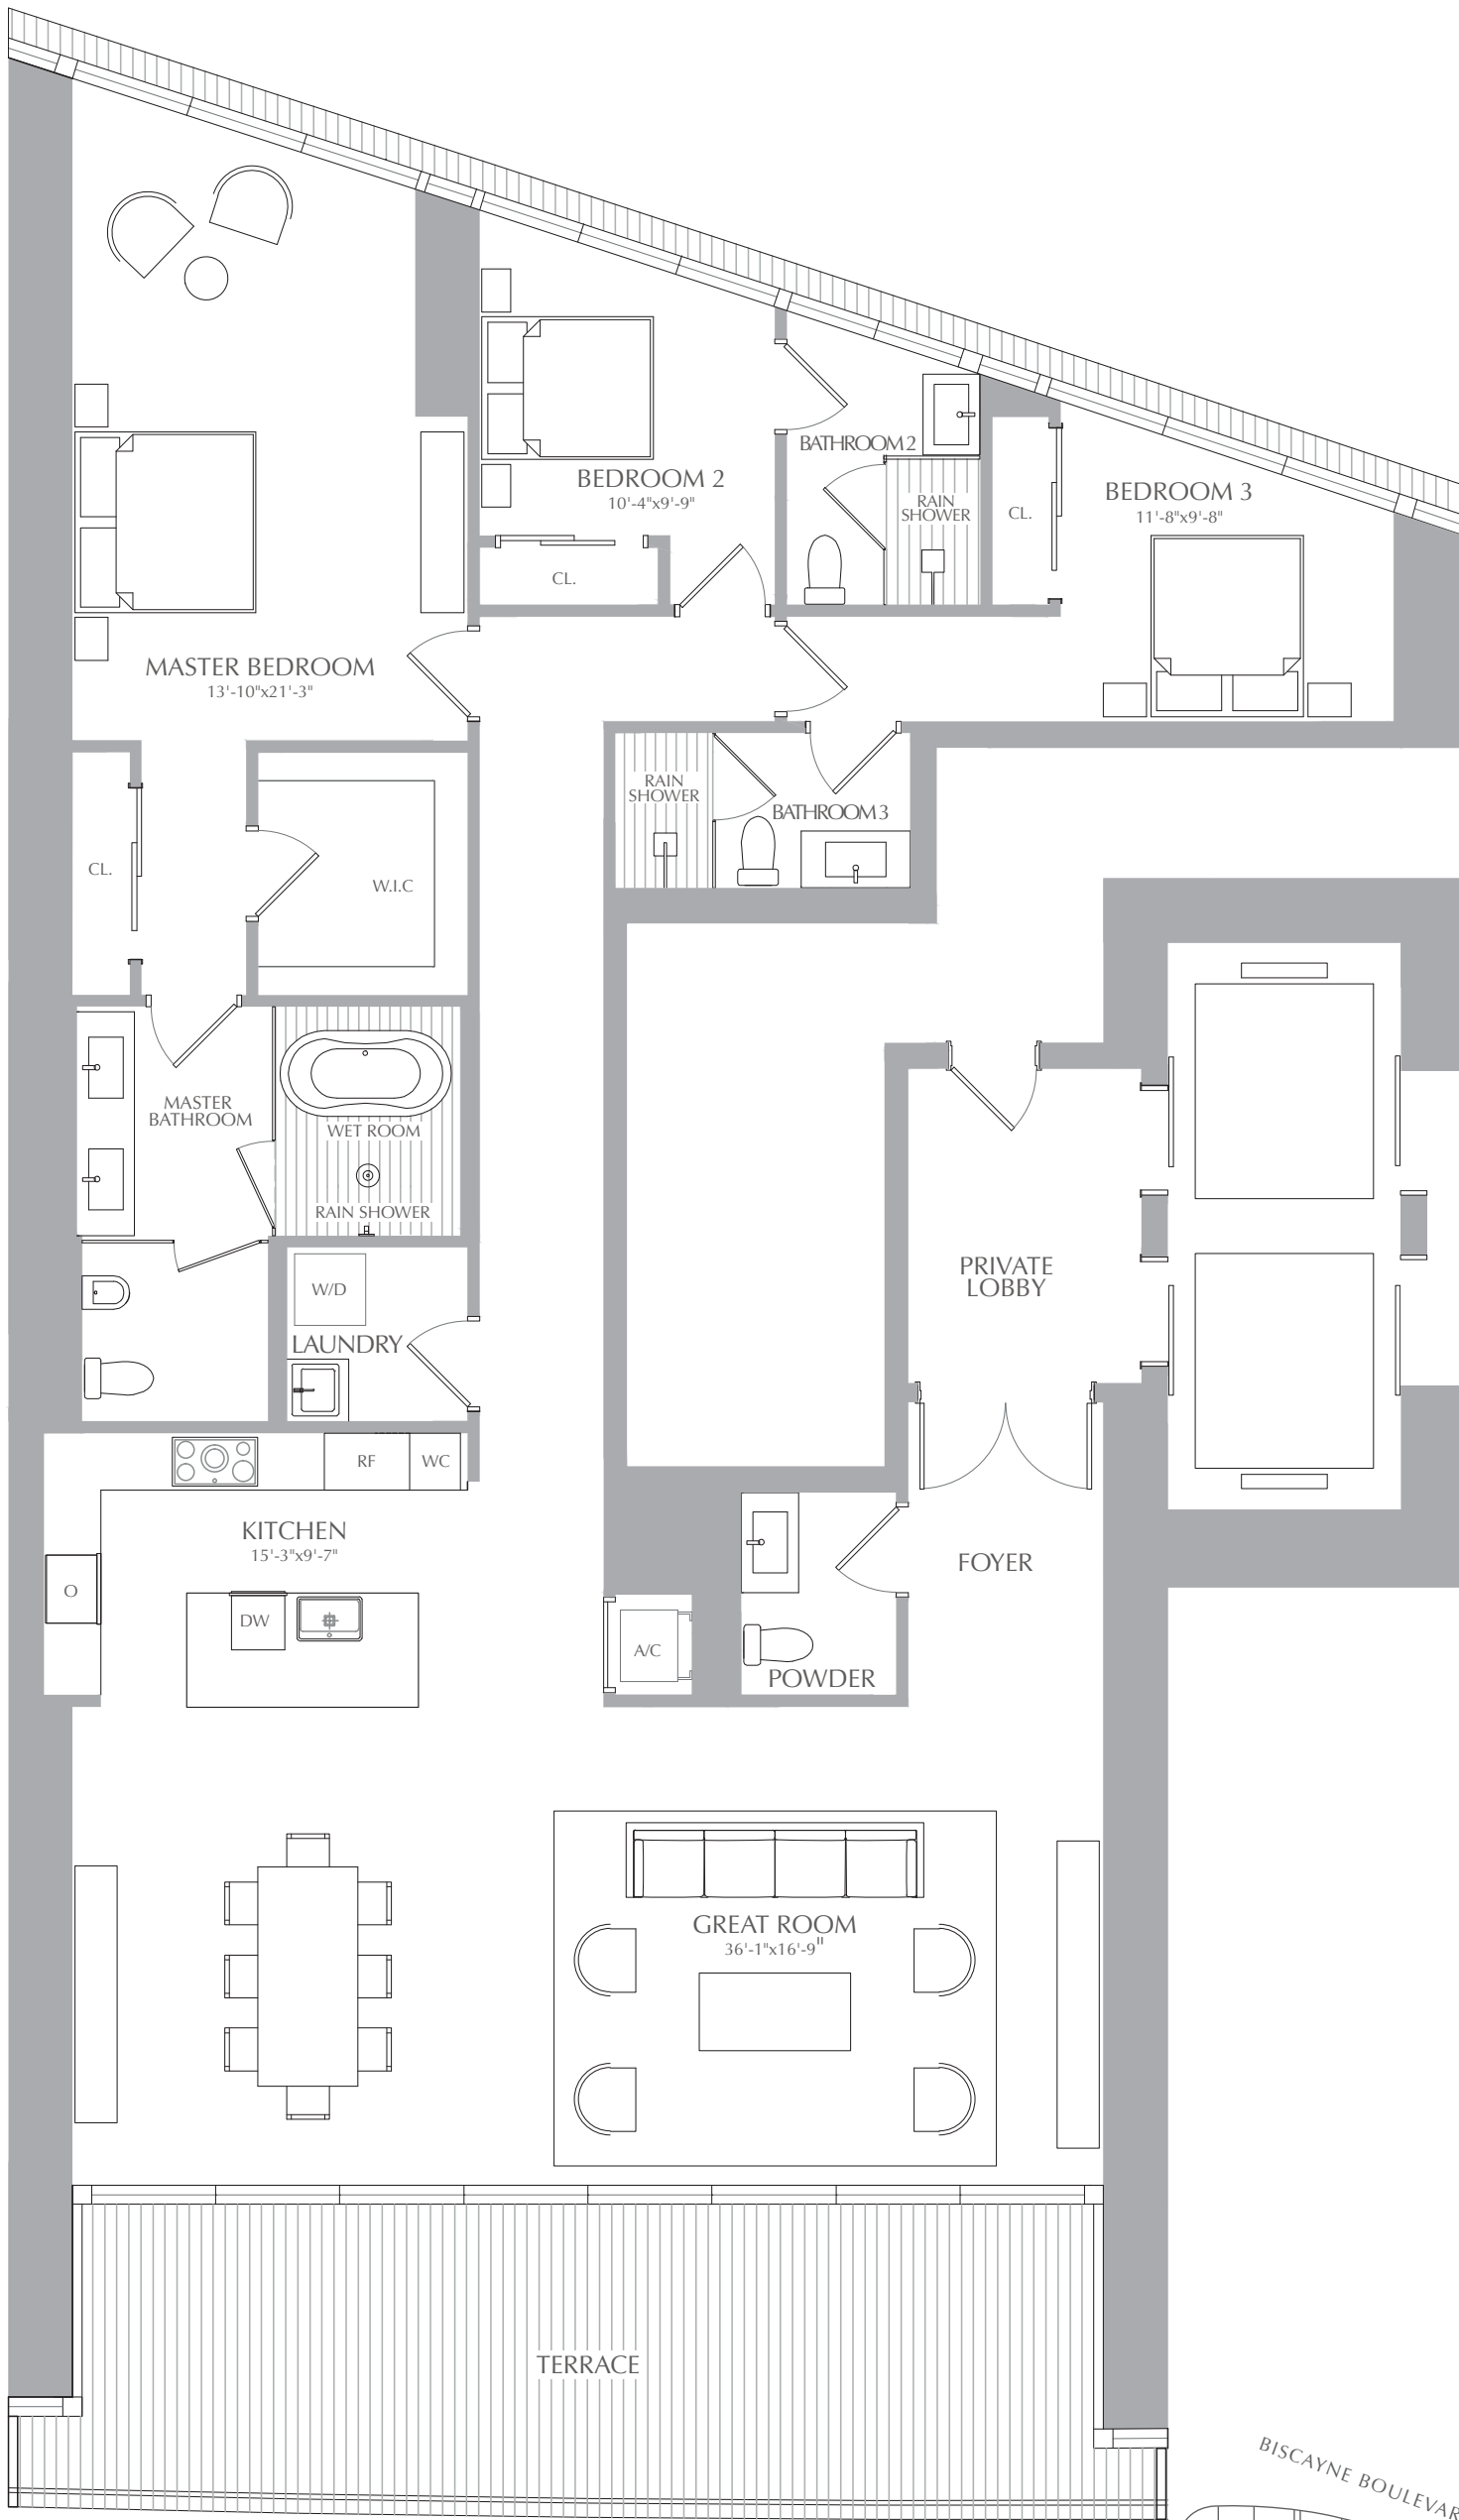 BATHROOM 2
BEDROOM 2
10'-4"x9'-9"
BEDROOM 3
11'-8"x9'-8"
RAIN
SHOWER
CL.
CL.
MASTER BEDROOM
13'-10"x21'-3"
RAIN
SHOWER
BATHROOM 3
CL.
W.I.C
MASTER
BATHROOM
WET ROOM
RAIN SHOWER
PRIVATE
LOBBY
W/D
LAUNDRY
RF
WC
KITCHEN
15'-3"x9'-7"
FOYER
O
DW
A/C
POWDER
GREAT ROOM
36'-1"x16'-9"
TERRACE
BISCAYNE